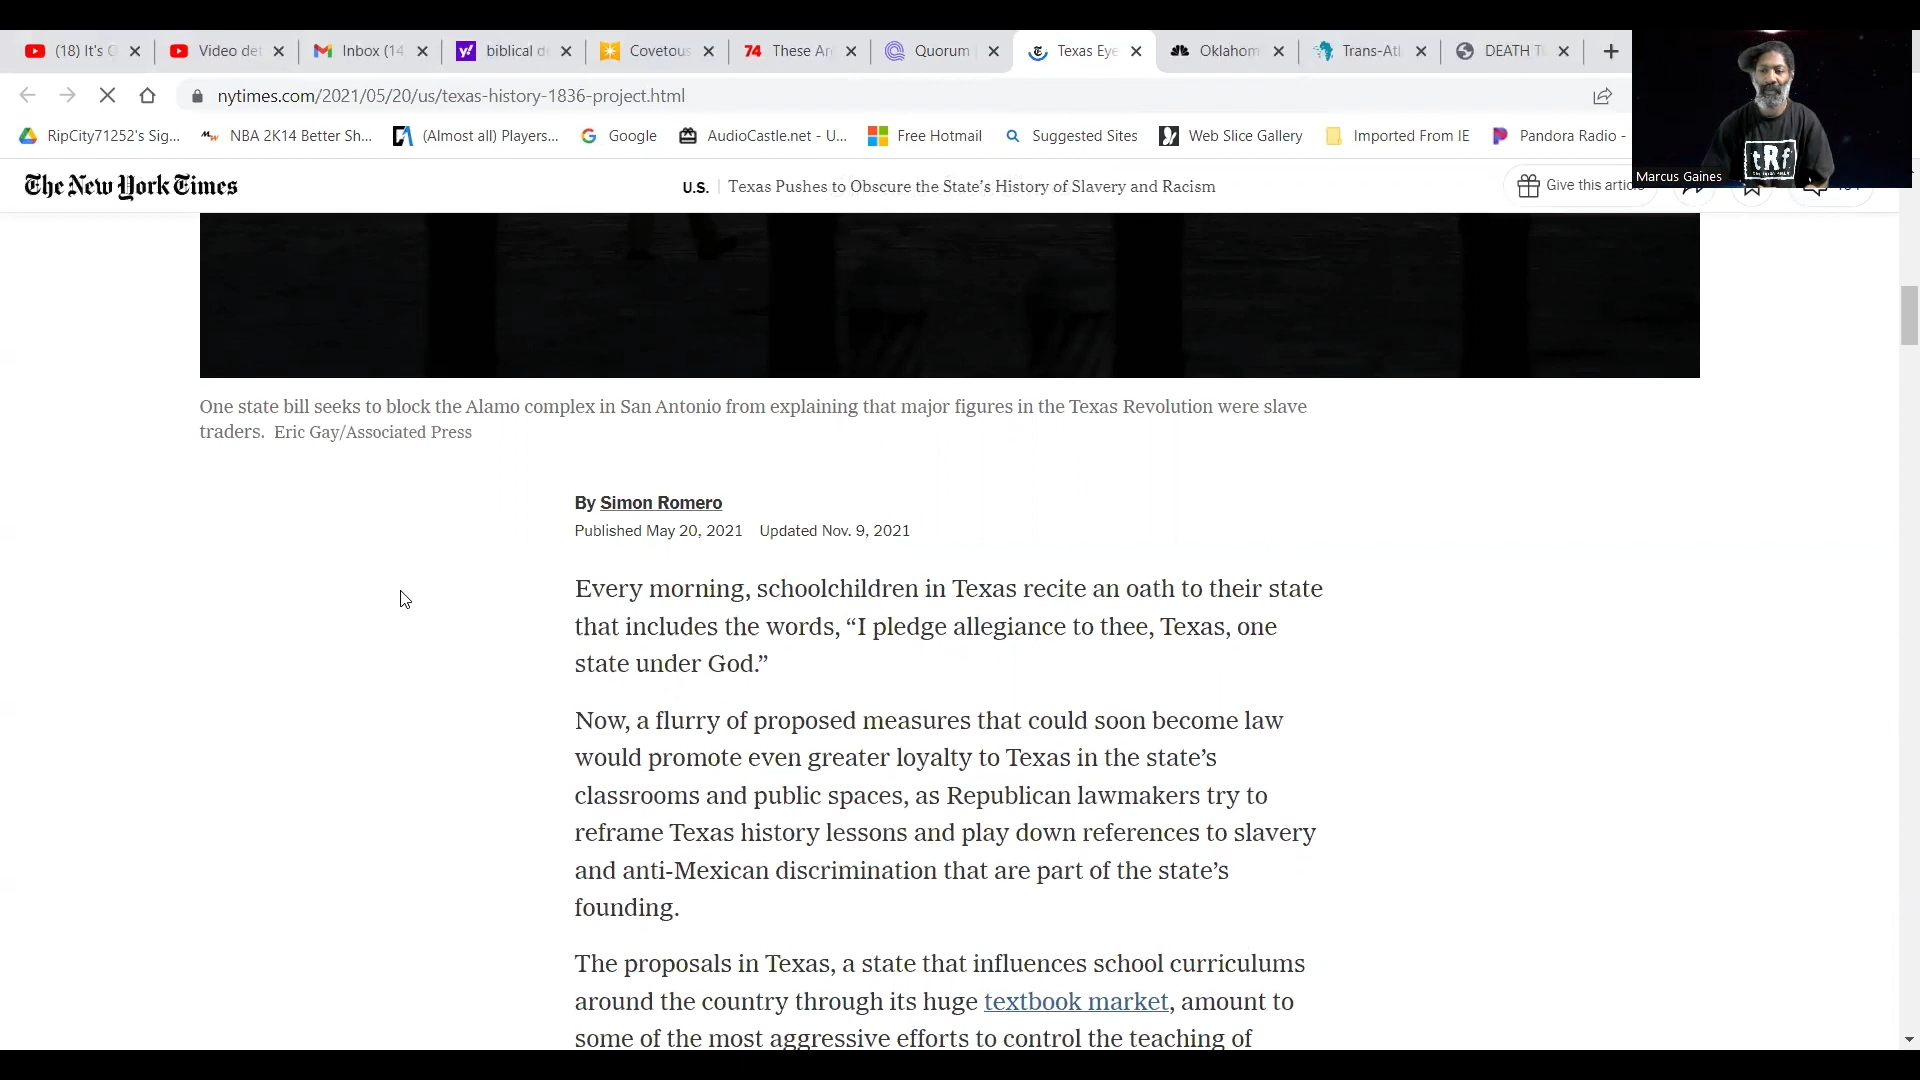 (18) It's G
Video det
Inbox (14
biblical d
Covetous
74 These Ar
Quorum
Texas Eye
Oklahom
Trans-Atl
DEATH T
nytimes.com/2021/05/20/us/texas-history-1836-project.html
RipCity71252's Sig...
NBA 2K14 Better Sh...
(Almost all) Players...
Google
AudioCastle.net - U...
Free Hotmail
Suggested Sites
Web Slice Gallery
Imported From IE
Pandora Radio -
tRf
Marcus Gaines
The New York Times
U.S. | Texas Pushes to Obscure the State's History of Slavery and Racism
Give this article
One state bill seeks to block the Alamo complex in San Antonio from explaining that major figures in the Texas Revolution were slave
traders. Eric Gay/Associated Press
By Simon Romero
Published May 20, 2021 Updated Nov. 9, 2021
Every morning, schoolchildren in Texas recite an oath to their state
that includes the words, “I pledge allegiance to thee, Texas, one
state under God.”
Now, a flurry of proposed measures that could soon become law
would promote even greater loyalty to Texas in the state’s
classrooms and public spaces, as Republican lawmakers try to
reframe Texas history lessons and play down references to slavery
and anti-Mexican discrimination that are part of the state’s
founding.
The proposals in Texas, a state that influences school curriculums
around the country through its huge textbook market, amount to
some of the most aggressive efforts to control the teaching of